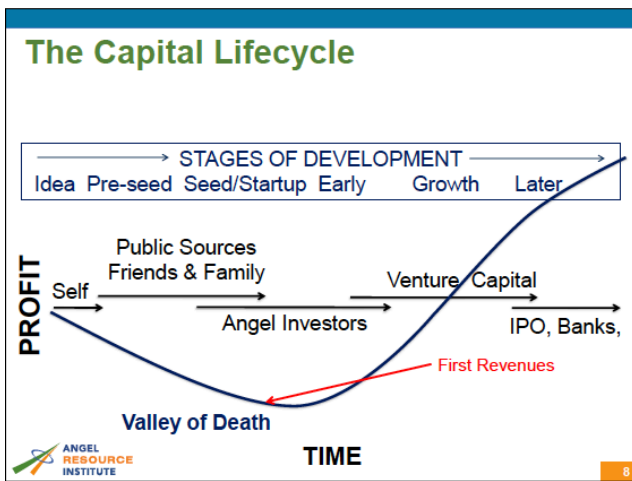 The Capital Lifecycle
STAGES OF DEVELOPMENT
Idea Pre-seed Seed/Startup Early Growth Later
Public Sources
Friends & Family
Self
Venture Capital
Angel Investors
IPO, Banks,
PROFIT
First Revenues
Valley of Death
TIME
ANGEL
RESOURCE
INSTITUTE
8